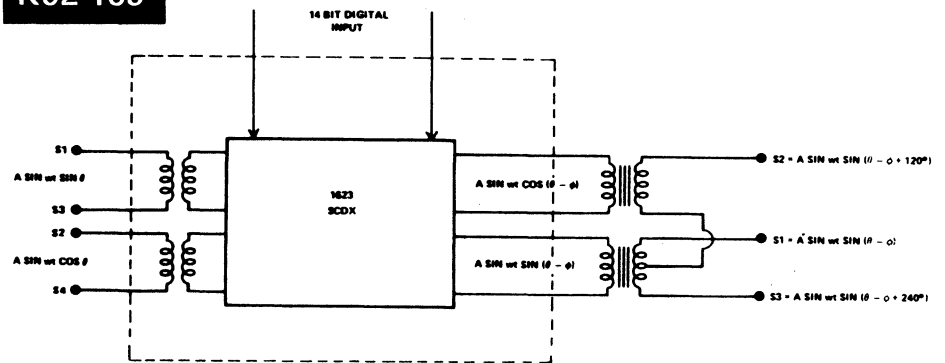 14 BIT DIGITAL
INPUT
S1
A SIN wt SIN θ
S3
S2
A SIN wt COS θ
S4
1623
SCDX
A SIN wt COS (θ – φ)
A SIN wt SIN (θ – φ)
S2 = A SIN wt SIN (θ – φ + 120°)
S1 = A SIN wt SIN (θ – φ)
S3 = A SIN wt SIN (θ – φ + 240°)